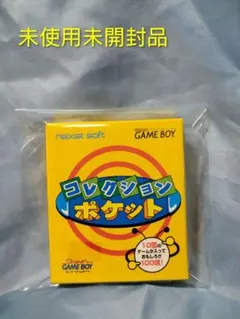 未使用未開封品
naxat soft
GAME BOY
コレクション
ポケット
10個の
ゲームが入って
おもしろさ
100倍!
Super
GAME BOY